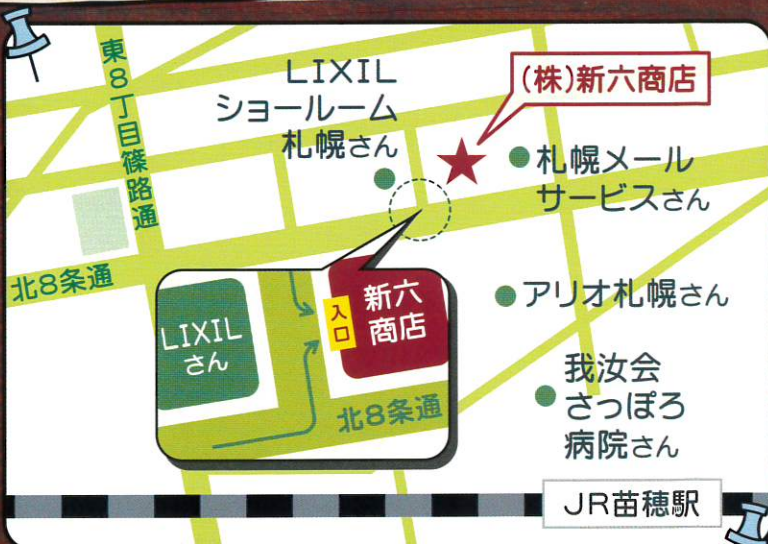 東8丁目篠路通
LIXIL
ショールーム
札幌さん
(株)新六商店
札幌メール
サービスさん
北8条通
アリオ札幌さん
我汝会
さっぽろ
病院さん
LIXIL
さん
入口
新六
商店
北8条通
JR苗穂駅